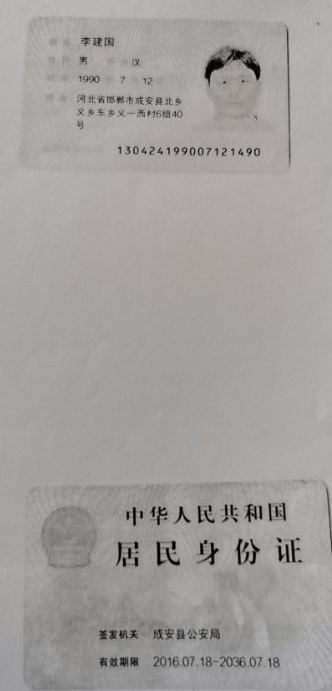 李建国
男 汉
1990 7 12
河北省邯郸市成安县北乡
义乡东乡义一西村6组40
号
130424199007121490
中华人民共和国
居民身份证
签发机关 成安县公安局
有效期限 2016.07.18-2036.07.18